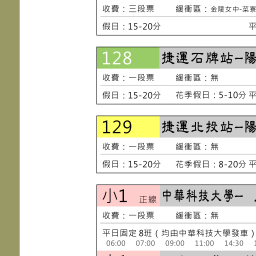 收費：三段票 緩衝區：金陵女中-菜寮
假日：15-20分 平
128 捷運石牌站-陽
收費：一段票 緩衝區：無
假日：15-20分 花季假日：5-10分 平
129 捷運北投站-陽
收費：一段票 緩衝區：無
假日：15-20分 花季假日：8-20分 平
小1 正線 中華科技大學-
收費：一段票 緩衝區：無
平日固定8班（均由中華科技大學發車）
06:00 07:00 09:00 11:00 14:30